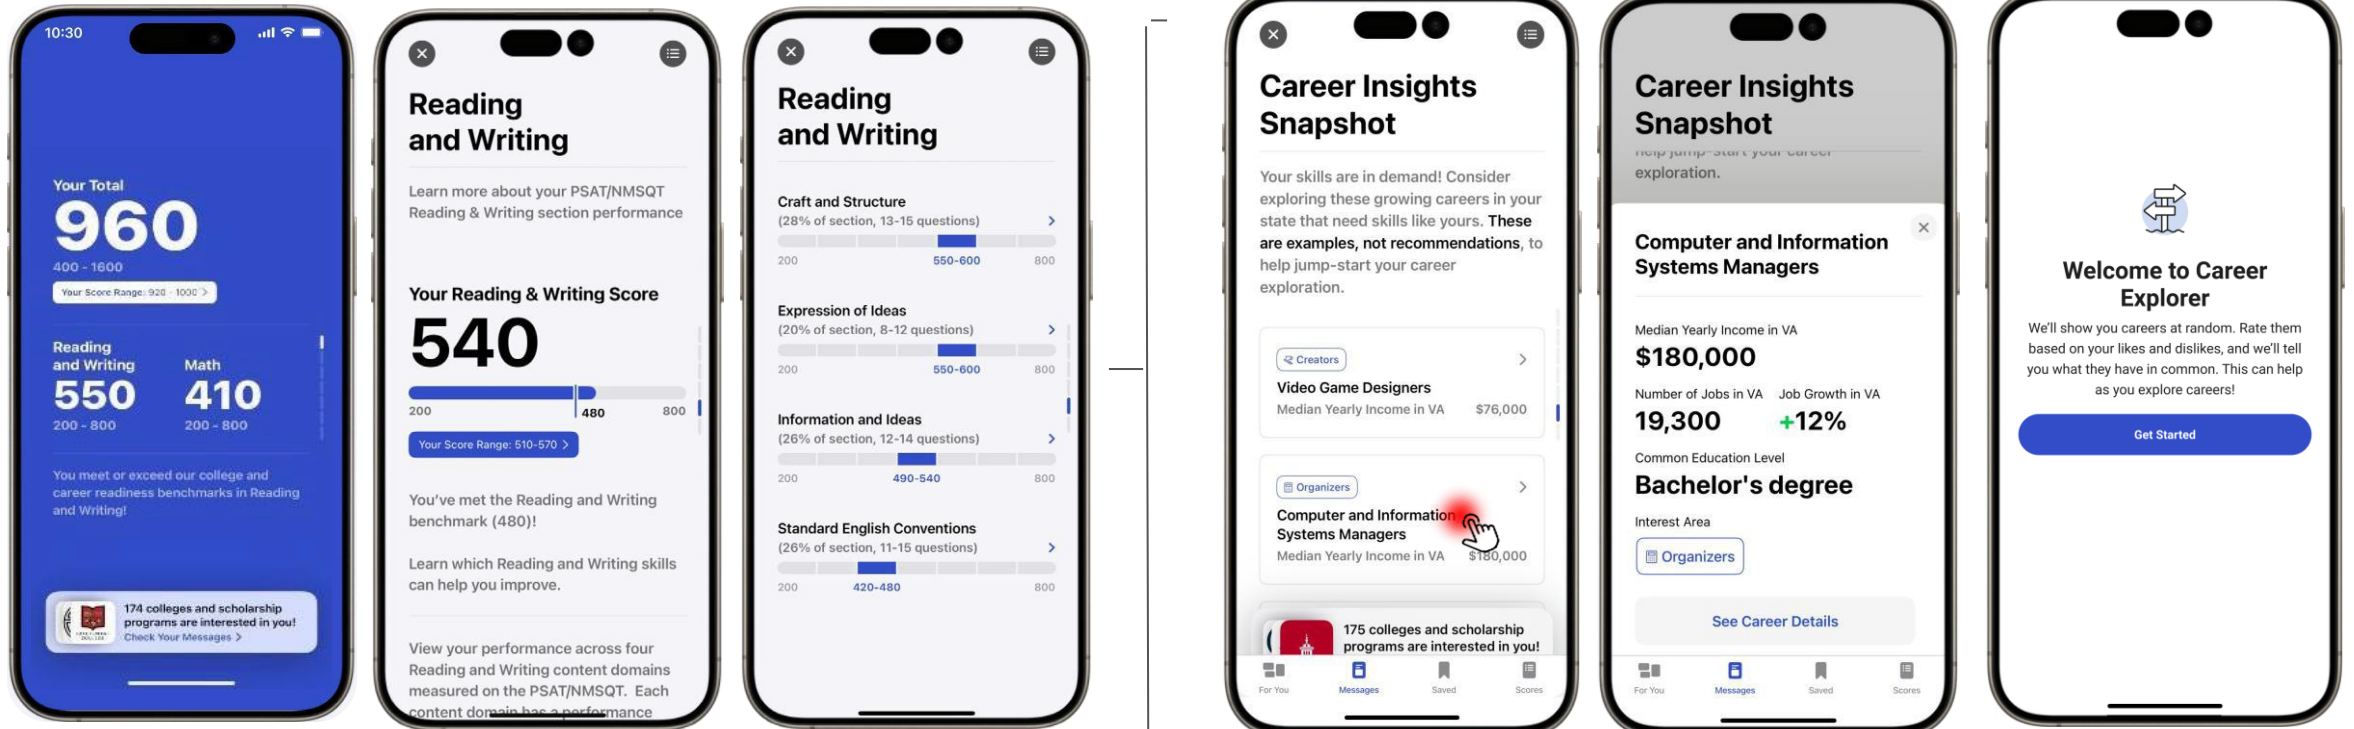 10:30
Your Total
960
400 - 1600
Your Score Range: 920 - 1000 >
Reading
and Writing
550
200 - 800
Math
410
200 - 800
You meet or exceed our college and
career readiness benchmarks in Reading
and Writing!
174 colleges and scholarship
programs are interested in you!
Check Your Messages >
Reading
and Writing
Learn more about your PSAT/NMSQT
Reading & Writing section performance
Your Reading & Writing Score
540
200
480
800
Your Score Range: 510-570 >
You've met the Reading and Writing
benchmark (480)!
Learn which Reading and Writing skills
can help you improve.
View your performance across four
Reading and Writing content domains
measured on the PSAT/NMSQT. Each
content domain has a performance
Reading
and Writing
Craft and Structure
(28% of section, 13-15 questions)
200
550-600
800
Expression of Ideas
(20% of section, 8-12 questions)
200
550-600
800
Information and Ideas
(26% of section, 12-14 questions)
200
490-540
800
Standard English Conventions
(26% of section, 11-15 questions)
200
420-480
800
Career Insights
Snapshot
Your skills are in demand! Consider
exploring these growing careers in your
state that need skills like yours. These
are examples, not recommendations, to
help jump-start your career
exploration.
Creators
Video Game Designers
Median Yearly Income in VA $76,000
Organizers
Computer and Information
Systems Managers
Median Yearly Income in VA $180,000
175 colleges and scholarship
programs are interested in you!
For You
Messages
Saved
Scores
Career Insights
Snapshot
help jump-start your career
exploration.
Computer and Information
Systems Managers
Median Yearly Income in VA
$180,000
Number of Jobs in VA
19,300
Job Growth in VA
+12%
Common Education Level
Bachelor's degree
Interest Area
Organizers
See Career Details
For You
Messages
Saved
Scores
Welcome to Career
Explorer
We'll show you careers at random. Rate them
based on your likes and dislikes, and we'll tell
you what they have in common. This can help
as you explore careers!
Get Started